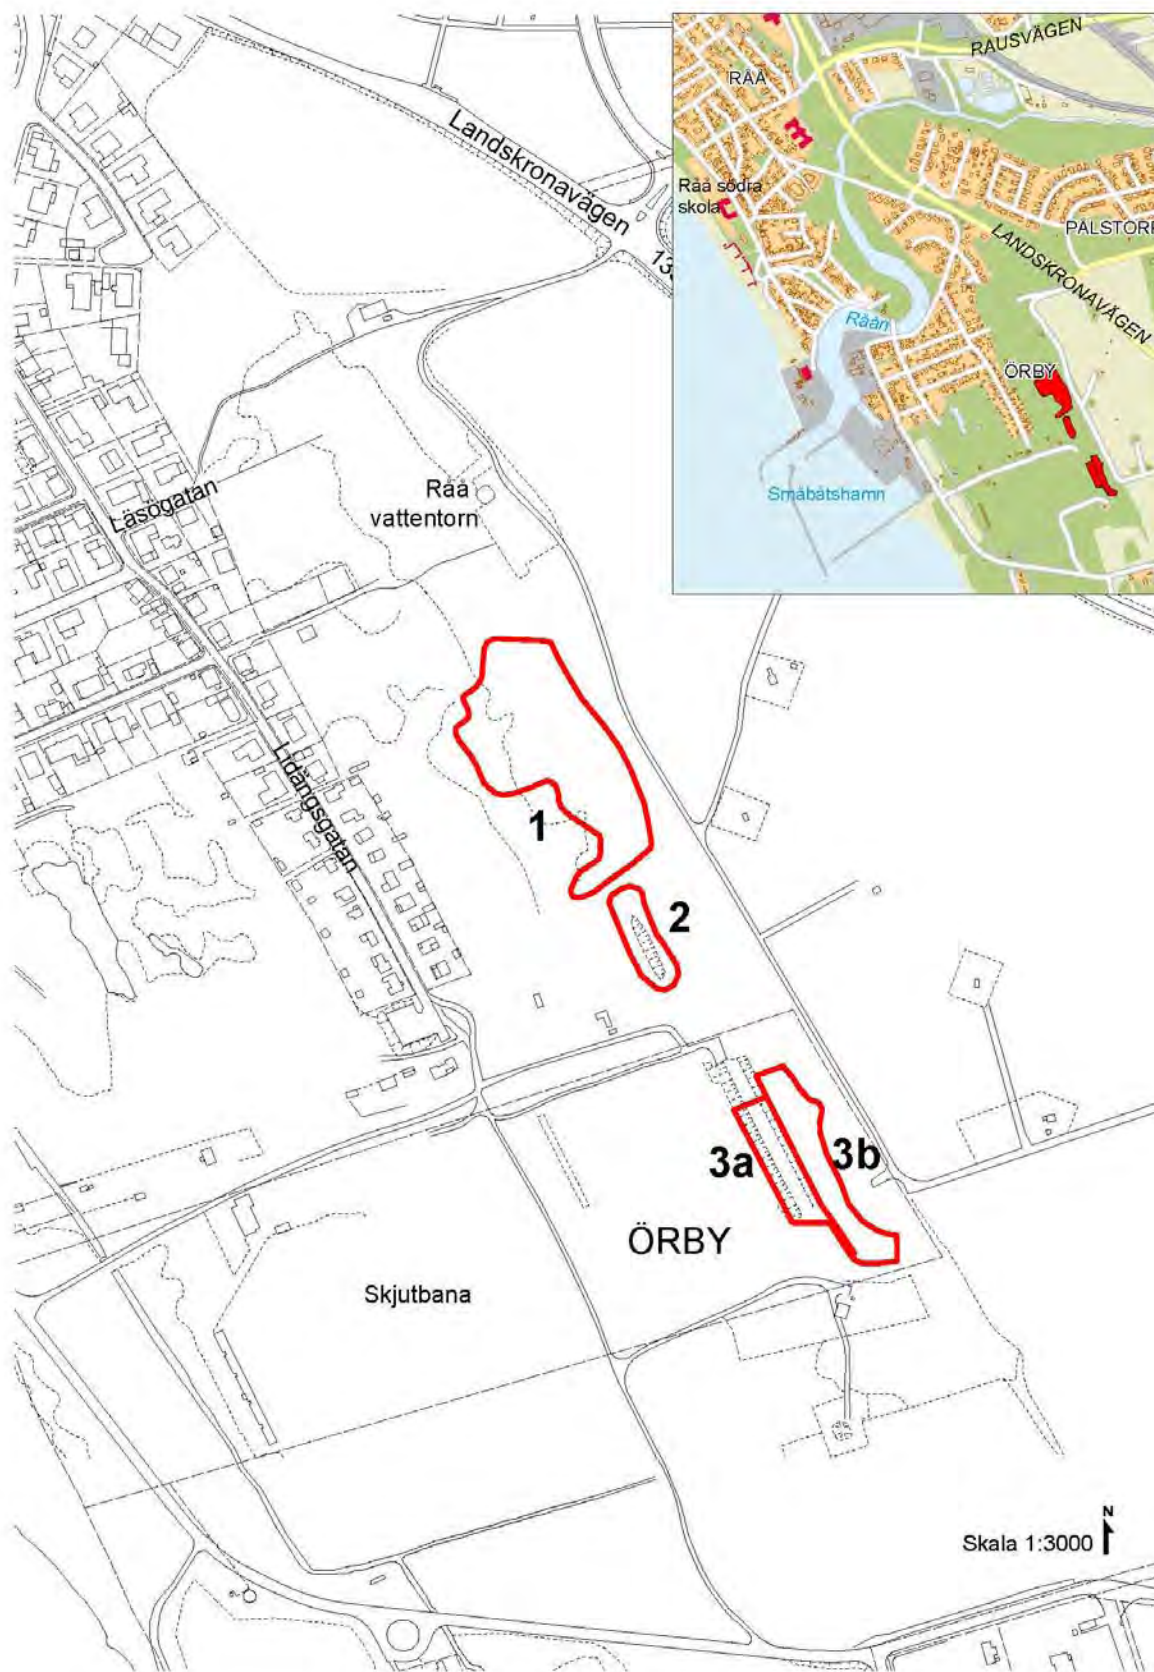 Landskronavägen
Läsögatan
Råå
vattentorn
Lidängsgatan
1
2
3a
3b
ÖRBY
Skjutbana
N
Skala 1:3000
RAUSVÄGEN
RÅÅ
Råå södra
skola
PÅLSTORP
LANDSKRONAVÄGEN
Råån
ÖRBY
Småbåtshamn